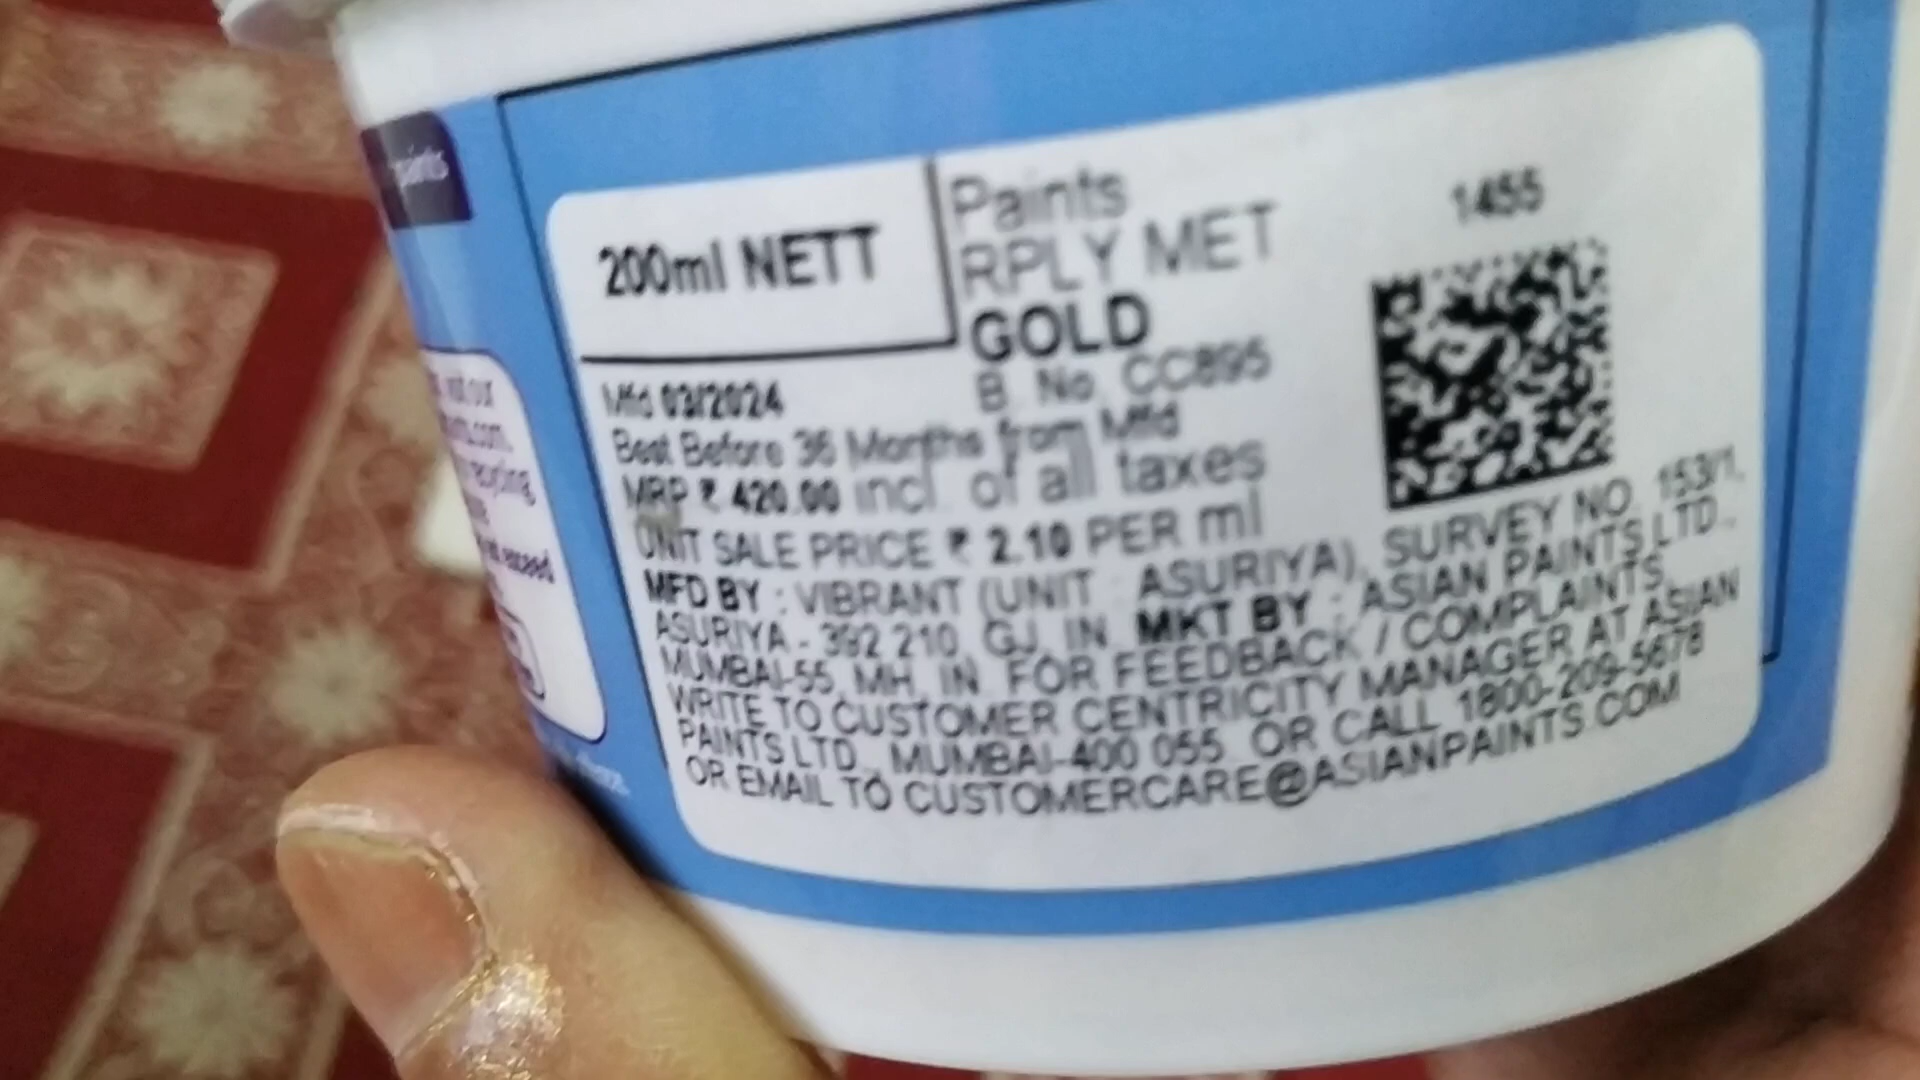 paints
200ml NETT
Paints
RPLY MET
GOLD
1455
Mfd 03/2024
B. No. CC895
Best Before 36 Months from Mfd
MRP ₹ 420.00 incl. of all taxes
UNIT SALE PRICE ₹ 2.10 PER ml
MFD BY : VIBRANT (UNIT ASURIYA), SURVEY NO. 153/1,
ASURIYA - 392 210, GJ, IN. MKT BY : ASIAN PAINTS LTD.,
MUMBAI-55, MH, IN. FOR FEEDBACK / COMPLAINTS,
WRITE TO CUSTOMER CENTRICITY MANAGER AT ASIAN
PAINTS LTD., MUMBAI-400 055. OR CALL 1800-209-5678
OR EMAIL TO CUSTOMERCARE@ASIANPAINTS.COM
our
exceed